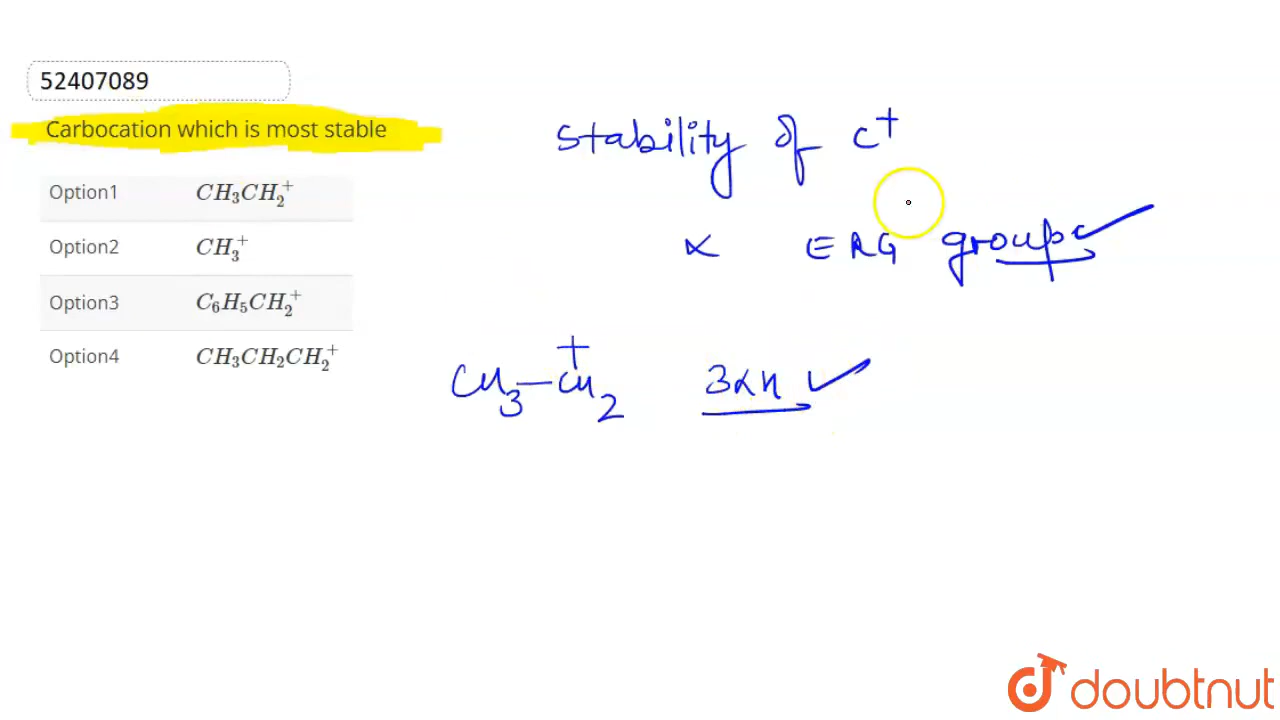 52407089
Carbocation which is most stable
Option1 CH₃CH₂⁺
Option2 CH₃⁺
Option3 C₆H₅CH₂⁺
Option4 CH₃CH₂CH₂⁺
Stability of C⁺
∝ ERG groups
CH₃—CH₂⁺ 3αH ✓
doubtnut